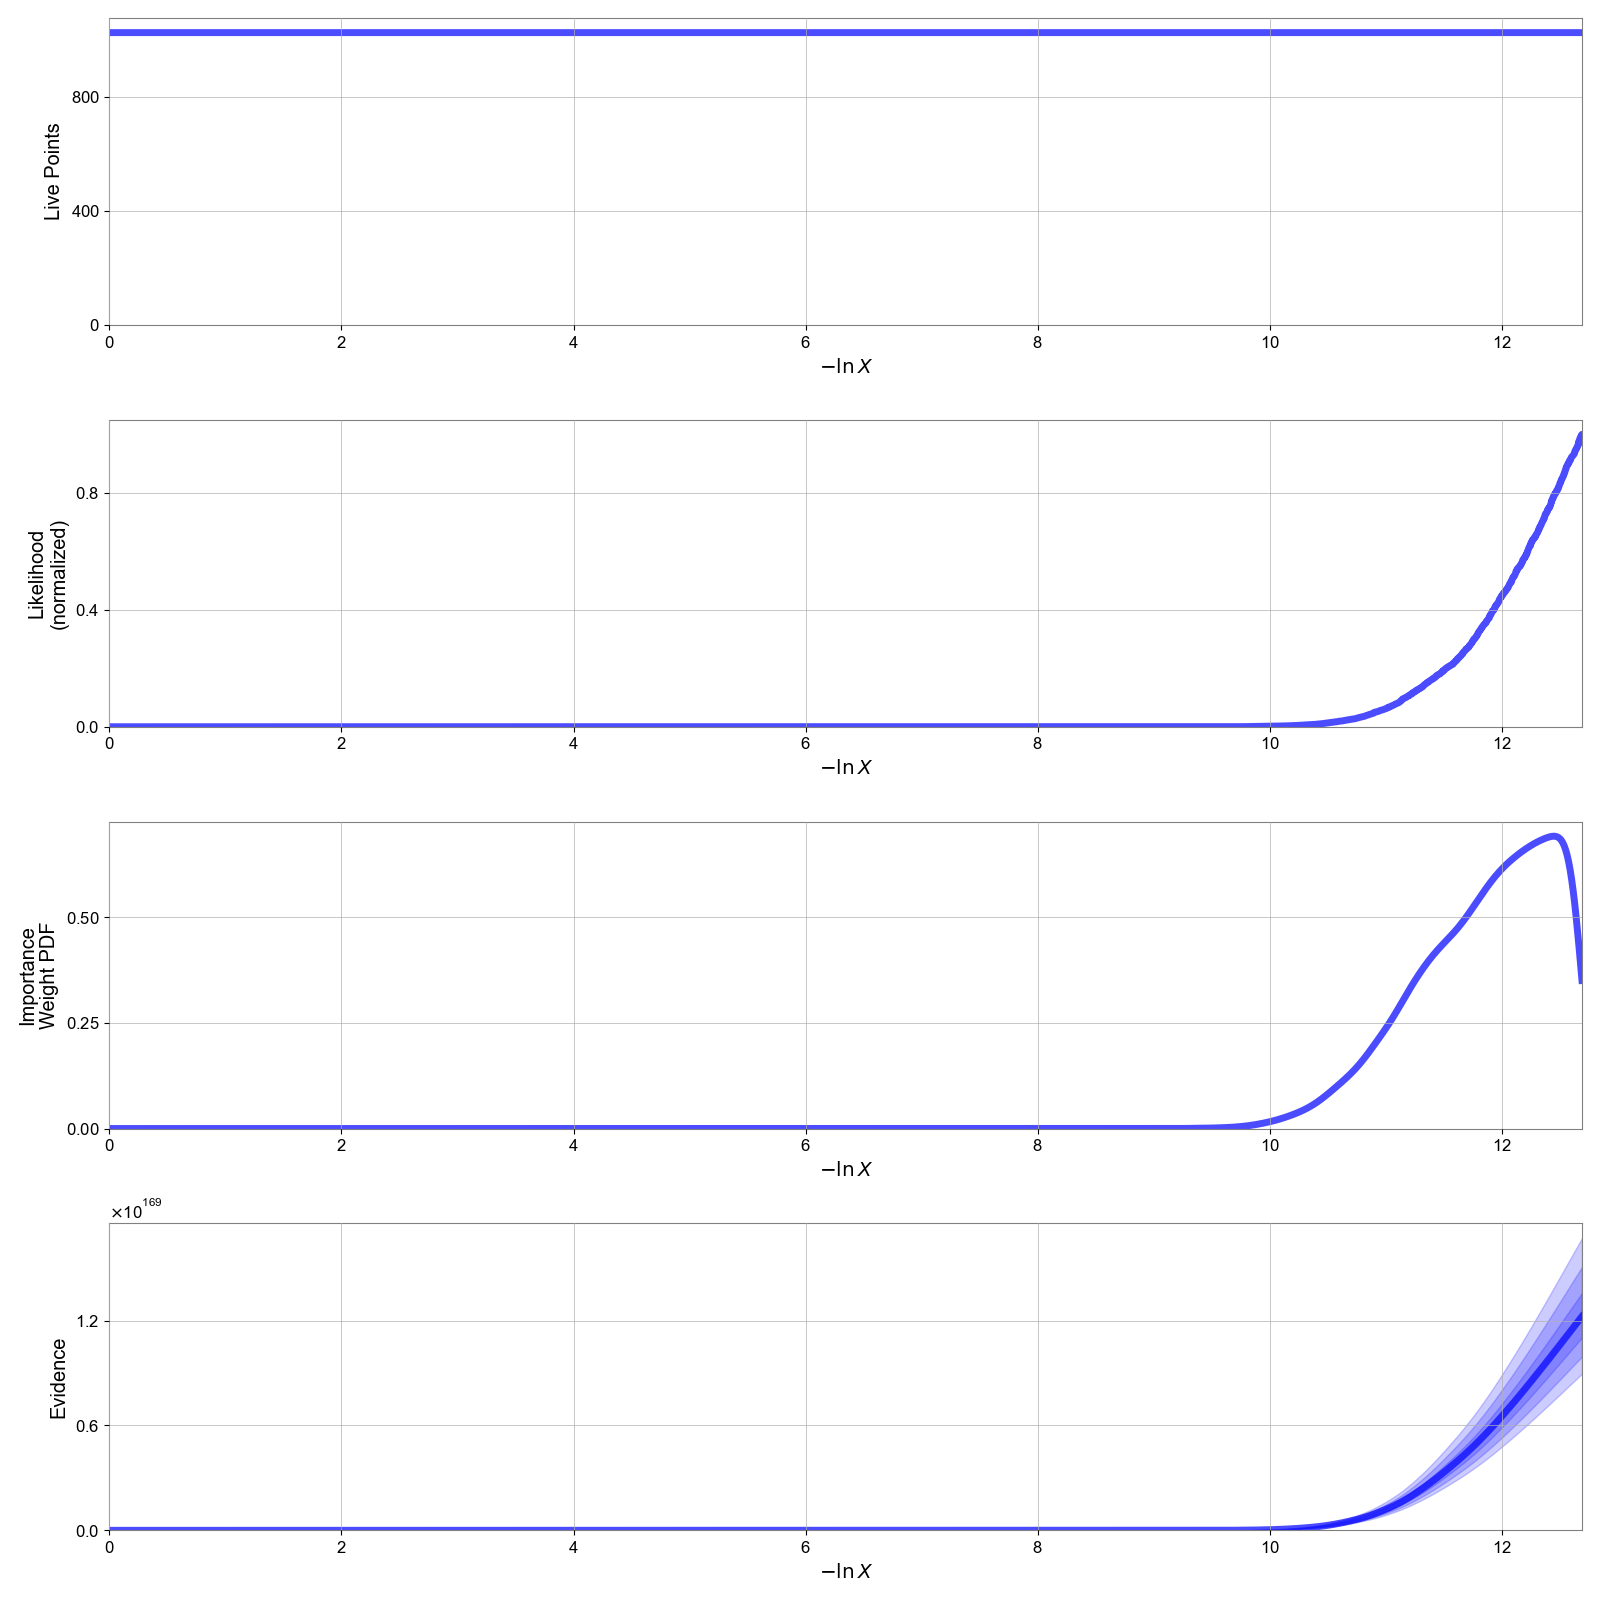 800
400
0
Live Points
0 2 4 6 8 10 12
−ln X
0.8
0.4
0.0
Likelihood
(normalized)
0 2 4 6 8 10 12
−ln X
0.50
0.25
0.00
Importance
Weight PDF
0 2 4 6 8 10 12
−ln X
×10^169
1.2
0.6
0.0
Evidence
0 2 4 6 8 10 12
−ln X